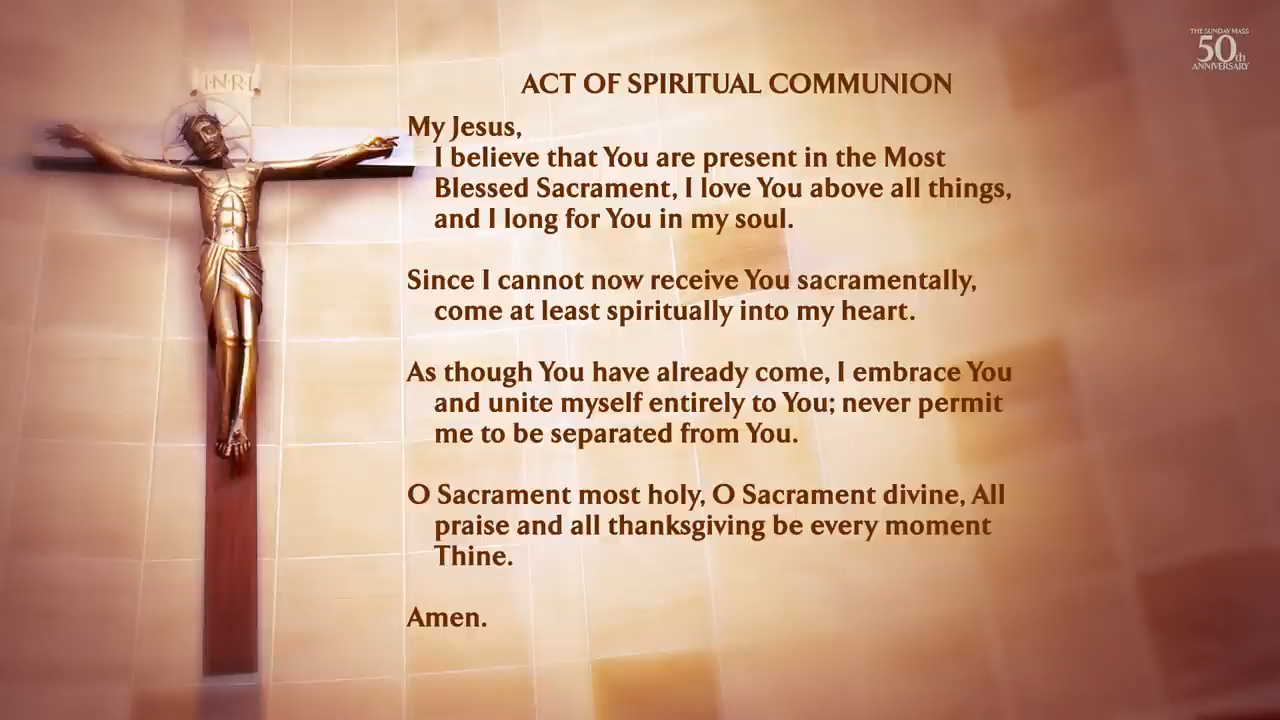 THE SUNDAY MASS
50th
ANNIVERSARY
I.N.R.I.
ACT OF SPIRITUAL COMMUNION
My Jesus,
I believe that You are present in the Most
Blessed Sacrament, I love You above all things,
and I long for You in my soul.
Since I cannot now receive You sacramentally,
come at least spiritually into my heart.
As though You have already come, I embrace You
and unite myself entirely to You; never permit
me to be separated from You.
O Sacrament most holy, O Sacrament divine, All
praise and all thanksgiving be every moment
Thine.
Amen.